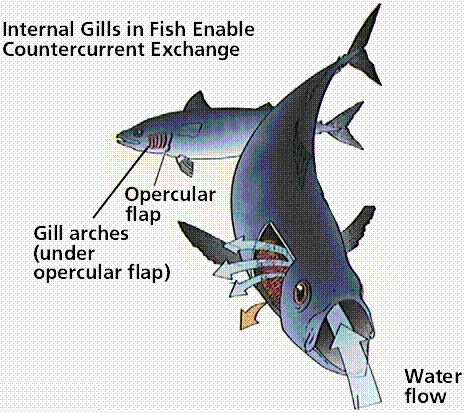 Internal Gills in Fish Enable
Countercurrent Exchange
Opercular
flap
Gill arches
(under
opercular flap)
Water
flow